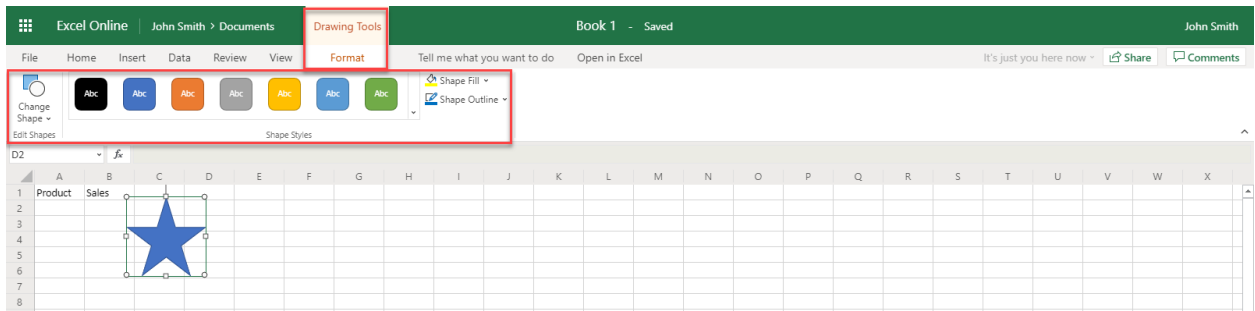 Excel Online John Smith > Documents Drawing Tools Book 1 - Saved John Smith
File Home Insert Data Review View Format Tell me what you want to do Open in Excel It's just you here now Share Comments
Abc Abc Abc Abc Abc Abc Abc Shape Fill
Change Shape Outline
Shape
Edit Shapes Shape Styles
D2 fx
A B C D E F G H I J K L M N O P Q R S T U V W X
1 Product Sales
2
3
4
5
6
7
8